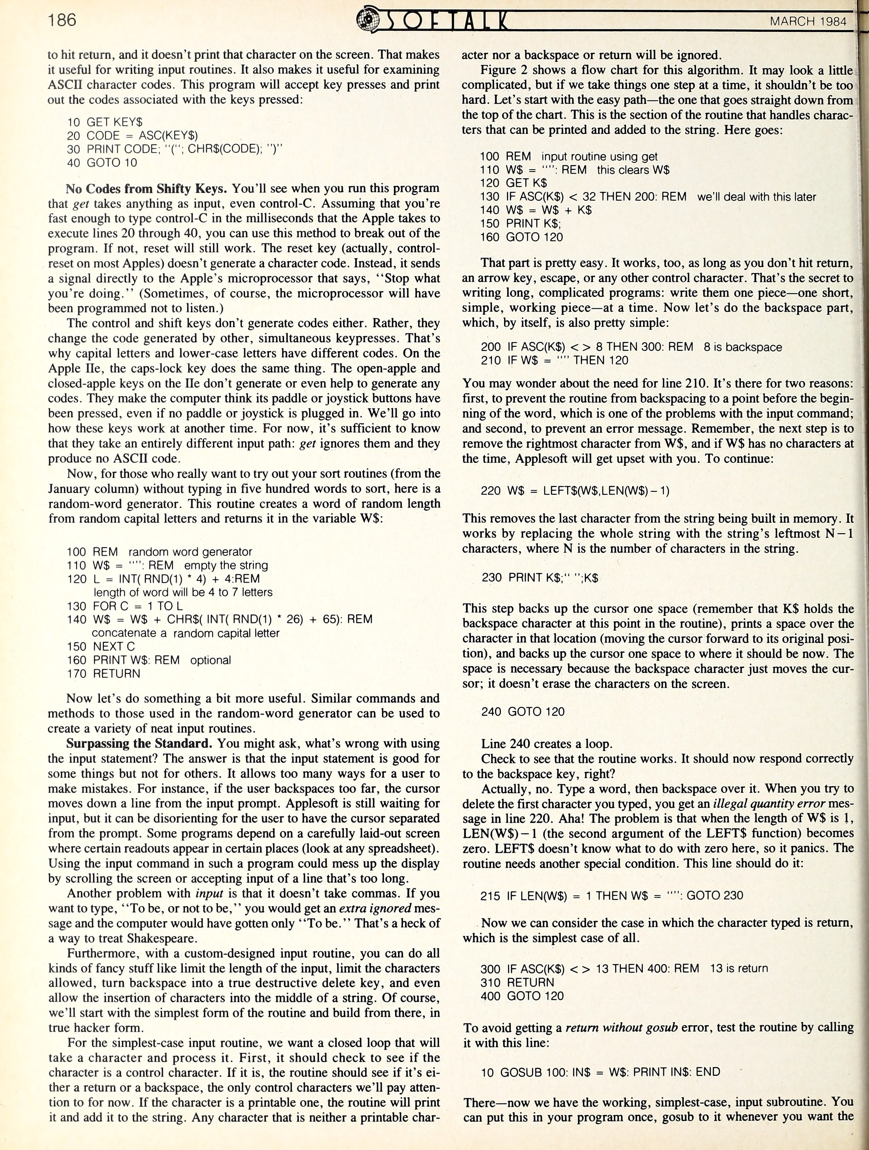 186
SOFTALK
MARCH 1984
to hit return, and it doesn't print that character on the screen. That makes
it useful for writing input routines. It also makes it useful for examining
ASCII character codes. This program will accept key presses and print
out the codes associated with the keys pressed:
10 GET KEY$
20 CODE = ASC(KEY$)
30 PRINT CODE; "("; CHR$(CODE); ")"
40 GOTO 10
No Codes from Shifty Keys. You'll see when you run this program
that get takes anything as input, even control-C. Assuming that you're
fast enough to type control-C in the milliseconds that the Apple takes to
execute lines 20 through 40, you can use this method to break out of the
program. If not, reset will still work. The reset key (actually, control-
reset on most Apples) doesn't generate a character code. Instead, it sends
a signal directly to the Apple's microprocessor that says, "Stop what
you're doing." (Sometimes, of course, the microprocessor will have
been programmed not to listen.)
The control and shift keys don't generate codes either. Rather, they
change the code generated by other, simultaneous keypresses. That's
why capital letters and lower-case letters have different codes. On the
Apple IIe, the caps-lock key does the same thing. The open-apple and
closed-apple keys on the IIe don't generate or even help to generate any
codes. They make the computer think its paddle or joystick buttons have
been pressed, even if no paddle or joystick is plugged in. We'll go into
how these keys work at another time. For now, it's sufficient to know
that they take an entirely different input path: get ignores them and they
produce no ASCII code.
Now, for those who really want to try out your sort routines (from the
January column) without typing in five hundred words to sort, here is a
random-word generator. This routine creates a word of random length
from random capital letters and returns it in the variable W$:
100 REM random word generator
110 W$ = "": REM empty the string
120 L = INT( RND(1) * 4) + 4:REM
length of word will be 4 to 7 letters
130 FOR C = 1 TO L
140 W$ = W$ + CHR$( INT( RND(1) * 26) + 65): REM
concatenate a random capital letter
150 NEXT C
160 PRINT W$: REM optional
170 RETURN
Now let's do something a bit more useful. Similar commands and
methods to those used in the random-word generator can be used to
create a variety of neat input routines.
Surpassing the Standard. You might ask, what's wrong with using
the input statement? The answer is that the input statement is good for
some things but not for others. It allows too many ways for a user to
make mistakes. For instance, if the user backspaces too far, the cursor
moves down a line from the input prompt. Applesoft is still waiting for
input, but it can be disorienting for the user to have the cursor separated
from the prompt. Some programs depend on a carefully laid-out screen
where certain readouts appear in certain places (look at any spreadsheet).
Using the input command in such a program could mess up the display
by scrolling the screen or accepting input of a line that's too long.
Another problem with input is that it doesn't take commas. If you
want to type, "To be, or not to be," you would get an extra ignored mes-
sage and the computer would have gotten only "To be." That's a heck of
a way to treat Shakespeare.
Furthermore, with a custom-designed input routine, you can do all
kinds of fancy stuff like limit the length of the input, limit the characters
allowed, turn backspace into a true destructive delete key, and even
allow the insertion of characters into the middle of a string. Of course,
we'll start with the simplest form of the routine and build from there, in
true hacker form.
For the simplest-case input routine, we want a closed loop that will
take a character and process it. First, it should check to see if the
character is a control character. If it is, the routine should see if it's ei-
ther a return or a backspace, the only control characters we'll pay atten-
tion to for now. If the character is a printable one, the routine will print
it and add it to the string. Any character that is neither a printable char-
acter nor a backspace or return will be ignored.
Figure 2 shows a flow chart for this algorithm. It may look a little
complicated, but if we take things one step at a time, it shouldn't be too
hard. Let's start with the easy path—the one that goes straight down from
the top of the chart. This is the section of the routine that handles charac-
ters that can be printed and added to the string. Here goes:
100 REM input routine using get
110 W$ = "": REM this clears W$
120 GET K$
130 IF ASC(K$) < 32 THEN 200: REM we'll deal with this later
140 W$ = W$ + K$
150 PRINT K$;
160 GOTO 120
That part is pretty easy. It works, too, as long as you don't hit return,
an arrow key, escape, or any other control character. That's the secret to
writing long, complicated programs: write them one piece—one short,
simple, working piece—at a time. Now let's do the backspace part,
which, by itself, is also pretty simple:
200 IF ASC(K$) < > 8 THEN 300: REM 8 is backspace
210 IF W$ = "" THEN 120
You may wonder about the need for line 210. It's there for two reasons:
first, to prevent the routine from backspacing to a point before the begin-
ning of the word, which is one of the problems with the input command;
and second, to prevent an error message. Remember, the next step is to
remove the rightmost character from W$, and if W$ has no characters at
the time, Applesoft will get upset with you. To continue:
220 W$ = LEFT$(W$,LEN(W$)−1)
This removes the last character from the string being built in memory. It
works by replacing the whole string with the string's leftmost N−1
characters, where N is the number of characters in the string.
230 PRINT K$;" ";K$
This step backs up the cursor one space (remember that K$ holds the
backspace character at this point in the routine), prints a space over the
character in that location (moving the cursor forward to its original posi-
tion), and backs up the cursor one space to where it should be now. The
space is necessary because the backspace character just moves the cur-
sor; it doesn't erase the characters on the screen.
240 GOTO 120
Line 240 creates a loop.
Check to see that the routine works. It should now respond correctly
to the backspace key, right?
Actually, no. Type a word, then backspace over it. When you try to
delete the first character you typed, you get an illegal quantity error mes-
sage in line 220. Aha! The problem is that when the length of W$ is 1,
LEN(W$)−1 (the second argument of the LEFT$ function) becomes
zero. LEFT$ doesn't know what to do with zero here, so it panics. The
routine needs another special condition. This line should do it:
215 IF LEN(W$) = 1 THEN W$ = "": GOTO 230
Now we can consider the case in which the character typed is return,
which is the simplest case of all.
300 IF ASC(K$) < > 13 THEN 400: REM 13 is return
310 RETURN
400 GOTO 120
To avoid getting a return without gosub error, test the routine by calling
it with this line:
10 GOSUB 100: IN$ = W$: PRINT IN$: END
There—now we have the working, simplest-case, input subroutine. You
can put this in your program once, gosub to it whenever you want the